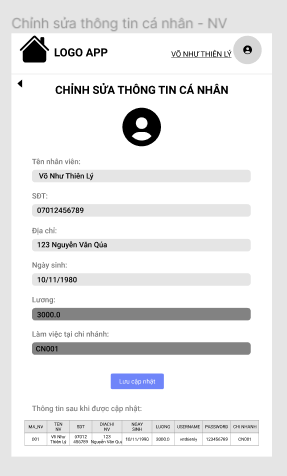 Chỉnh sửa thông tin cá nhân - NV
LOGO APP
VÕ NHƯ THIÊN LÝ
CHỈNH SỬA THÔNG TIN CÁ NHÂN
Tên nhân viên:
Võ Như Thiên Lý
SĐT:
07012456789
Địa chỉ:
123 Nguyễn Văn Qúa
Ngày sinh:
10/11/1980
Lương:
3000.0
Làm việc tại chi nhánh:
CN001
Lưu cập nhật
Thông tin sau khi được cập nhật:
MA_NV TÊN NV SDT DIACHI NV NGAY SINH LUONG USERNAME PASSWORD CHI NHANH
001 Võ Như Thiên Lý 07012 456789 123 Nguyễn Văn Qúa 10/11/1990 3000.0 123456789 CN001